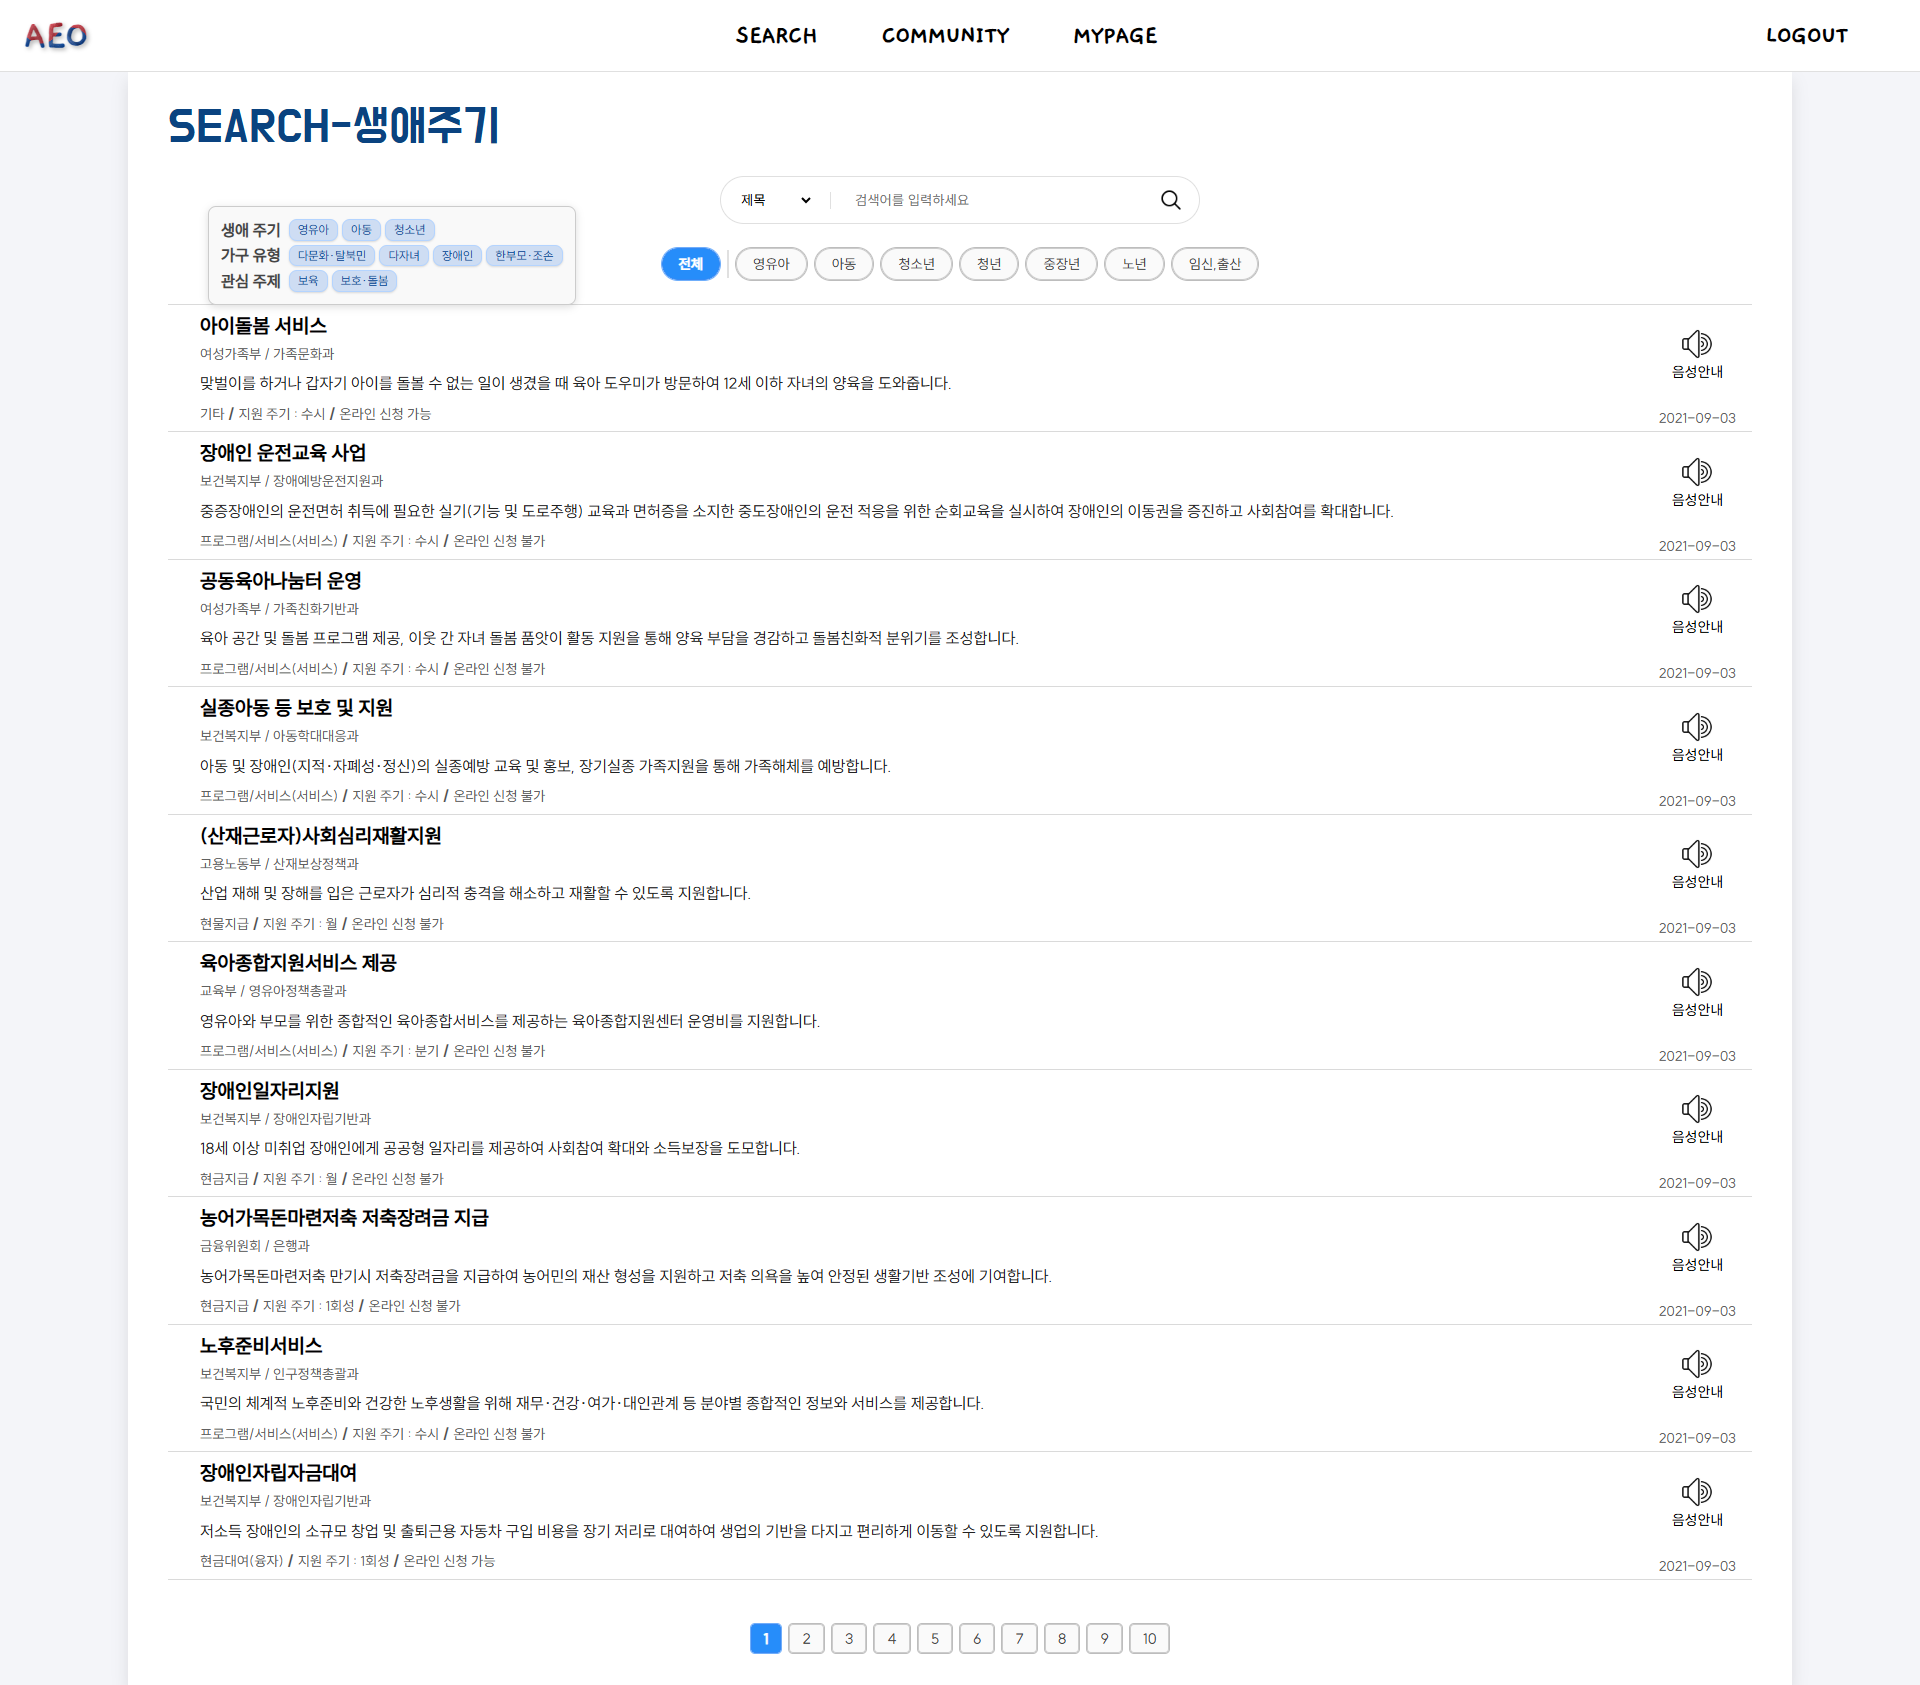 AEO SEARCH COMMUNITY MYPAGE LOGOUT
SEARCH-생애주기
제목 검색어를 입력하세요
생애 주기 영유아 아동 청소년
가구 유형 다문화·탈북민 다자녀 장애인 한부모·조손
관심 주제 보육 보호·돌봄
전체 영유아 아동 청소년 청년 중장년 노년 임신,출산
아이돌봄 서비스
여성가족부 / 가족문화과
맞벌이를 하거나 갑자기 아이를 돌볼 수 없는 일이 생겼을 때 육아 도우미가 방문하여 12세 이하 자녀의 양육을 도와줍니다.
기타 / 지원 주기 : 수시 / 온라인 신청 가능
음성안내
2021-09-03
장애인 운전교육 사업
보건복지부 / 장애예방운전지원과
중증장애인의 운전면허 취득에 필요한 실기(기능 및 도로주행) 교육과 면허증을 소지한 중도장애인의 운전 적응을 위한 순회교육을 실시하여 장애인의 이동권을 증진하고 사회참여를 확대합니다.
프로그램/서비스(서비스) / 지원 주기 : 수시 / 온라인 신청 불가
음성안내
2021-09-03
공동육아나눔터 운영
여성가족부 / 가족친화기반과
육아 공간 및 돌봄 프로그램 제공, 이웃 간 자녀 돌봄 품앗이 활동 지원을 통해 양육 부담을 경감하고 돌봄친화적 분위기를 조성합니다.
프로그램/서비스(서비스) / 지원 주기 : 수시 / 온라인 신청 불가
음성안내
2021-09-03
실종아동 등 보호 및 지원
보건복지부 / 아동학대대응과
아동 및 장애인(지적·자폐성·정신)의 실종예방 교육 및 홍보, 장기실종 가족지원을 통해 가족해체를 예방합니다.
프로그램/서비스(서비스) / 지원 주기 : 수시 / 온라인 신청 불가
음성안내
2021-09-03
(산재근로자)사회심리재활지원
고용노동부 / 산재보상정책과
산업 재해 및 장해를 입은 근로자가 심리적 충격을 해소하고 재활할 수 있도록 지원합니다.
현물지급 / 지원 주기 : 월 / 온라인 신청 불가
음성안내
2021-09-03
육아종합지원서비스 제공
교육부 / 영유아정책총괄과
영유아와 부모를 위한 종합적인 육아종합서비스를 제공하는 육아종합지원센터 운영비를 지원합니다.
프로그램/서비스(서비스) / 지원 주기 : 분기 / 온라인 신청 불가
음성안내
2021-09-03
장애인일자리지원
보건복지부 / 장애인자립기반과
18세 이상 미취업 장애인에게 공공형 일자리를 제공하여 사회참여 확대와 소득보장을 도모합니다.
현금지급 / 지원 주기 : 월 / 온라인 신청 불가
음성안내
2021-09-03
농어가목돈마련저축 저축장려금 지급
금융위원회 / 은행과
농어가목돈마련저축 만기시 저축장려금을 지급하여 농어민의 재산 형성을 지원하고 저축 의욕을 높여 안정된 생활기반 조성에 기여합니다.
현금지급 / 지원 주기 : 1회성 / 온라인 신청 불가
음성안내
2021-09-03
노후준비서비스
보건복지부 / 인구정책총괄과
국민의 체계적 노후준비와 건강한 노후생활을 위해 재무·건강·여가·대인관계 등 분야별 종합적인 정보와 서비스를 제공합니다.
프로그램/서비스(서비스) / 지원 주기 : 수시 / 온라인 신청 불가
음성안내
2021-09-03
장애인자립자금대여
보건복지부 / 장애인자립기반과
저소득 장애인의 소규모 창업 및 출퇴근용 자동차 구입 비용을 장기 저리로 대여하여 생업의 기반을 다지고 편리하게 이동할 수 있도록 지원합니다.
현금대여(융자) / 지원 주기 : 1회성 / 온라인 신청 가능
음성안내
2021-09-03
1 2 3 4 5 6 7 8 9 10